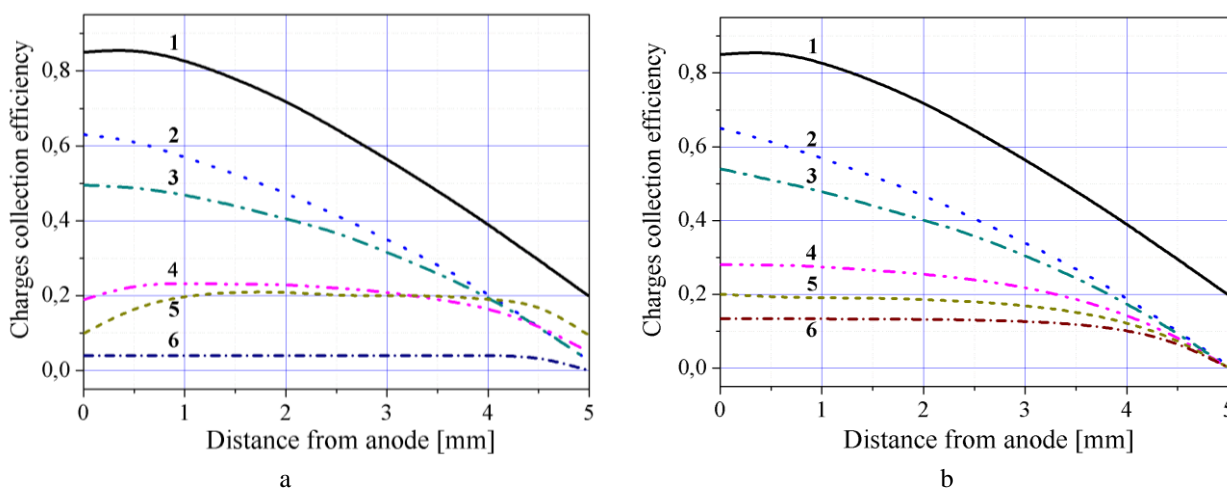 Charges collection efficiency
0,8
0,6
0,4
0,2
0,0
1
2
3
4
5
6
0 1 2 3 4 5
Distance from anode [mm]
a
Charges collection efficiency
0,8
0,6
0,4
0,2
0,0
1
2
3
4
5
6
0 1 2 3 4 5
Distance from anode [mm]
b